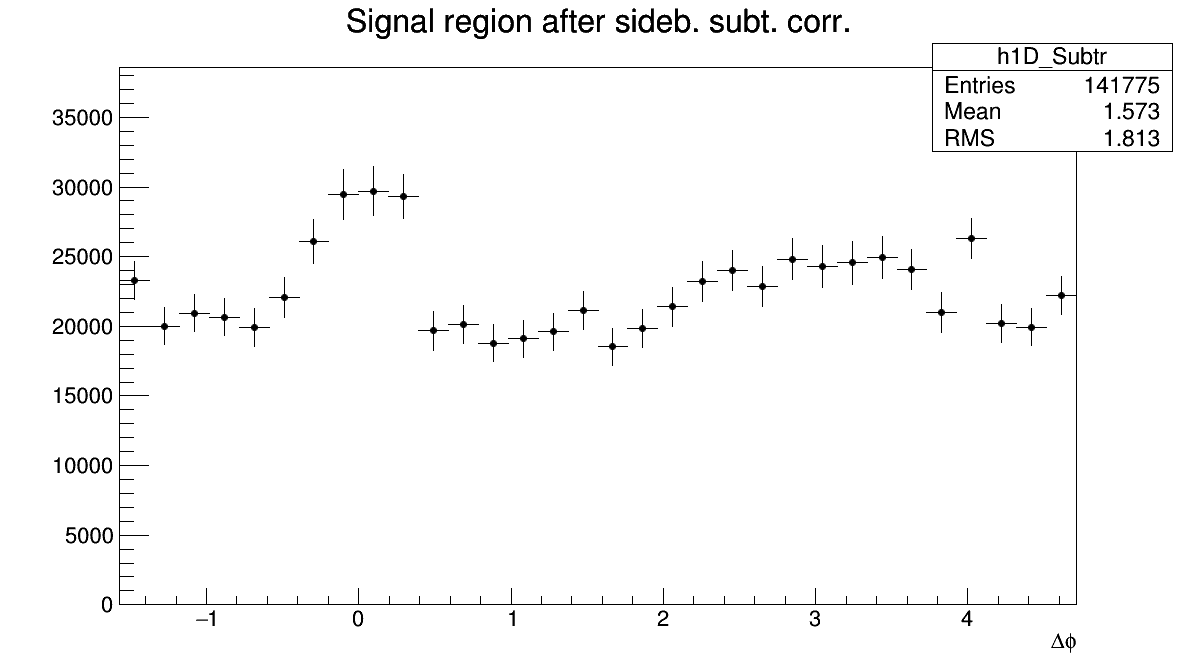 Signal region after sideb. subt. corr.
h1D_Subtr
Entries 141775
Mean 1.573
RMS 1.813
35000
30000
25000
20000
15000
10000
5000
0
−1 0 1 2 3 4
Δϕ